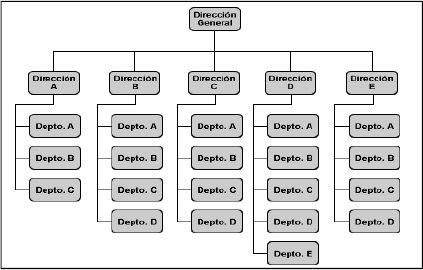 Dirección
General
Dirección
A
Dirección
B
Dirección
C
Dirección
D
Dirección
E
Depto. A
Depto. B
Depto. C
Depto. A
Depto. B
Depto. C
Depto. D
Depto. A
Depto. B
Depto. C
Depto. D
Depto. A
Depto. B
Depto. C
Depto. D
Depto. E
Depto. A
Depto. B
Depto. C
Depto. D